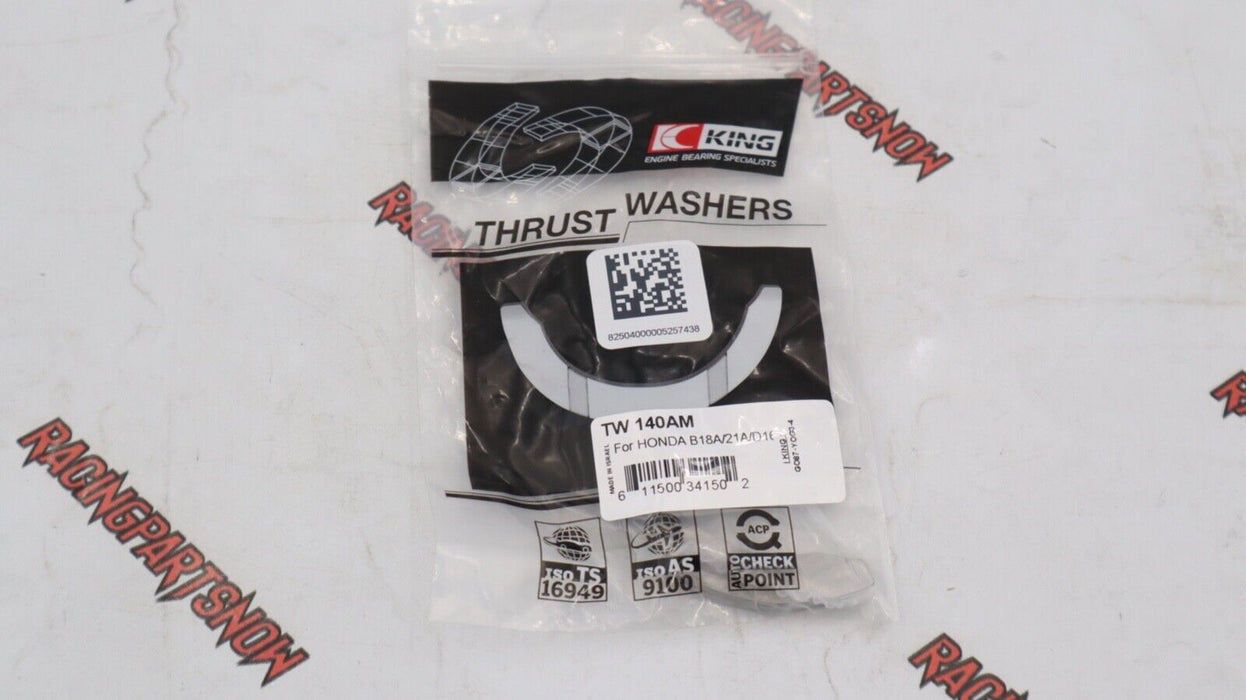 RACINGPARTSNOW
KING
ENGINE BEARING SPECIALISTS
THRUST WASHERS
82504000005257438
TW 140AM
For HONDA B18A/21A/D16
MADE IN ISRAEL
6 11500 34150 2
ISO TS
16949
ISO AS
9100
ACP
AUTO
CHECK
POINT
RACINGPARTSNOW